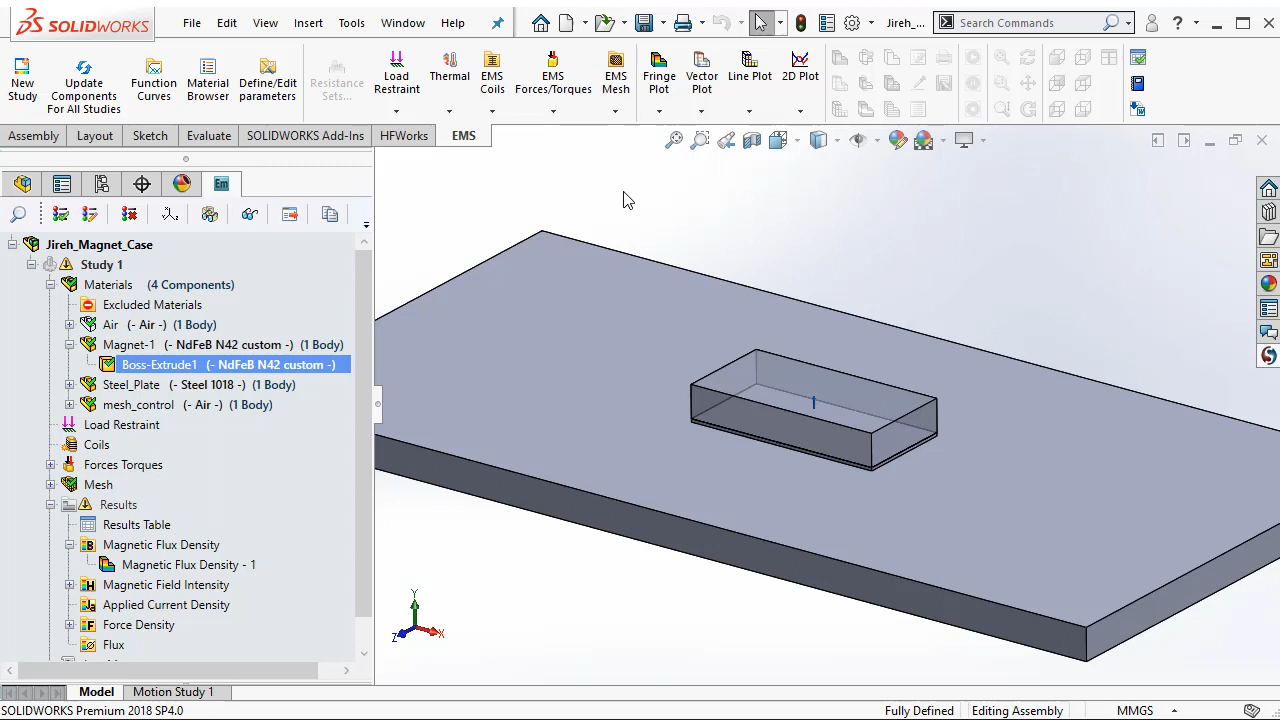 SOLIDWORKS File Edit View Insert Tools Window Help Jireh_... Search Commands ?
New Study
Update Components For All Studies
Function Curves
Material Browser
Define/Edit parameters
Resistance Sets...
Load Restraint
Thermal
EMS Coils
EMS Forces/Torques
EMS Mesh
Fringe Plot
Vector Plot
Line Plot
2D Plot
Assembly Layout Sketch Evaluate SOLIDWORKS Add-Ins HFWorks EMS
Jireh_Magnet_Case
Study 1
Materials (4 Components)
Excluded Materials
Air (- Air -) (1 Body)
Magnet-1 (- NdFeB N42 custom -) (1 Body)
Boss-Extrude1 (- NdFeB N42 custom -)
Steel_Plate (- Steel 1018 -) (1 Body)
mesh_control (- Air -) (1 Body)
Load Restraint
Coils
Forces Torques
Mesh
Results
Results Table
Magnetic Flux Density
Magnetic Flux Density - 1
Magnetic Field Intensity
Applied Current Density
Force Density
Flux
Y
Z X
Model Motion Study 1
SOLIDWORKS Premium 2018 SP4.0 Fully Defined Editing Assembly MMGS